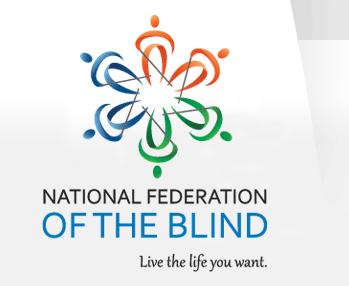 NATIONAL FEDERATION
OF THE BLIND
Live the life you want.